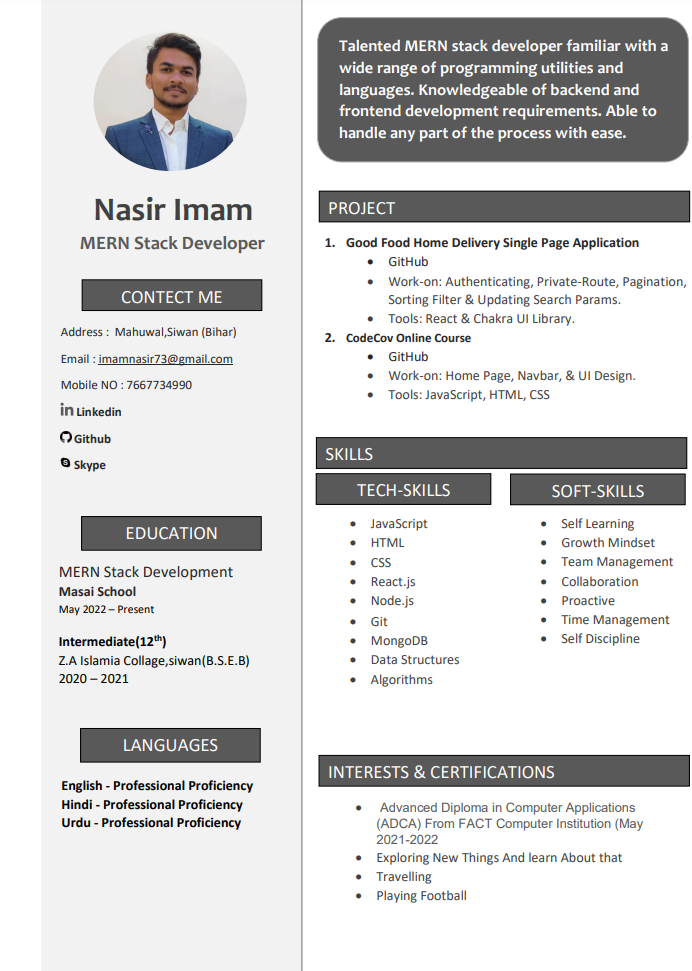 Nasir Imam
MERN Stack Developer
CONTECT ME
Address :  Mahuwal,Siwan (Bihar)
Email : imamnasir73@gmail.com
Mobile NO : 7667734990
Linkedin
Github
Skype
EDUCATION
MERN Stack Development
Masai School
May 2022 – Present
Intermediate(12th)
Z.A Islamia Collage,siwan(B.S.E.B)
2020 – 2021
LANGUAGES
English - Professional Proficiency
Hindi - Professional Proficiency
Urdu - Professional Proficiency
Talented MERN stack developer familiar with a
wide range of programming utilities and
languages. Knowledgeable of backend and
frontend development requirements. Able to
handle any part of the process with ease.
PROJECT
1. Good Food Home Delivery Single Page Application
• GitHub
• Work-on: Authenticating, Private-Route, Pagination,
Sorting Filter & Updating Search Params.
• Tools: React & Chakra UI Library.
2. CodeCov Online Course
• GitHub
• Work-on: Home Page, Navbar, & UI Design.
• Tools: JavaScript, HTML, CSS
SKILLS
TECH-SKILLS
• JavaScript
• HTML
• CSS
• React.js
• Node.js
• Git
• MongoDB
• Data Structures
• Algorithms
SOFT-SKILLS
• Self Learning
• Growth Mindset
• Team Management
• Collaboration
• Proactive
• Time Management
• Self Discipline
INTERESTS & CERTIFICATIONS
• Advanced Diploma in Computer Applications
(ADCA) From FACT Computer Institution (May
2021-2022
• Exploring New Things And learn About that
• Travelling
• Playing Football